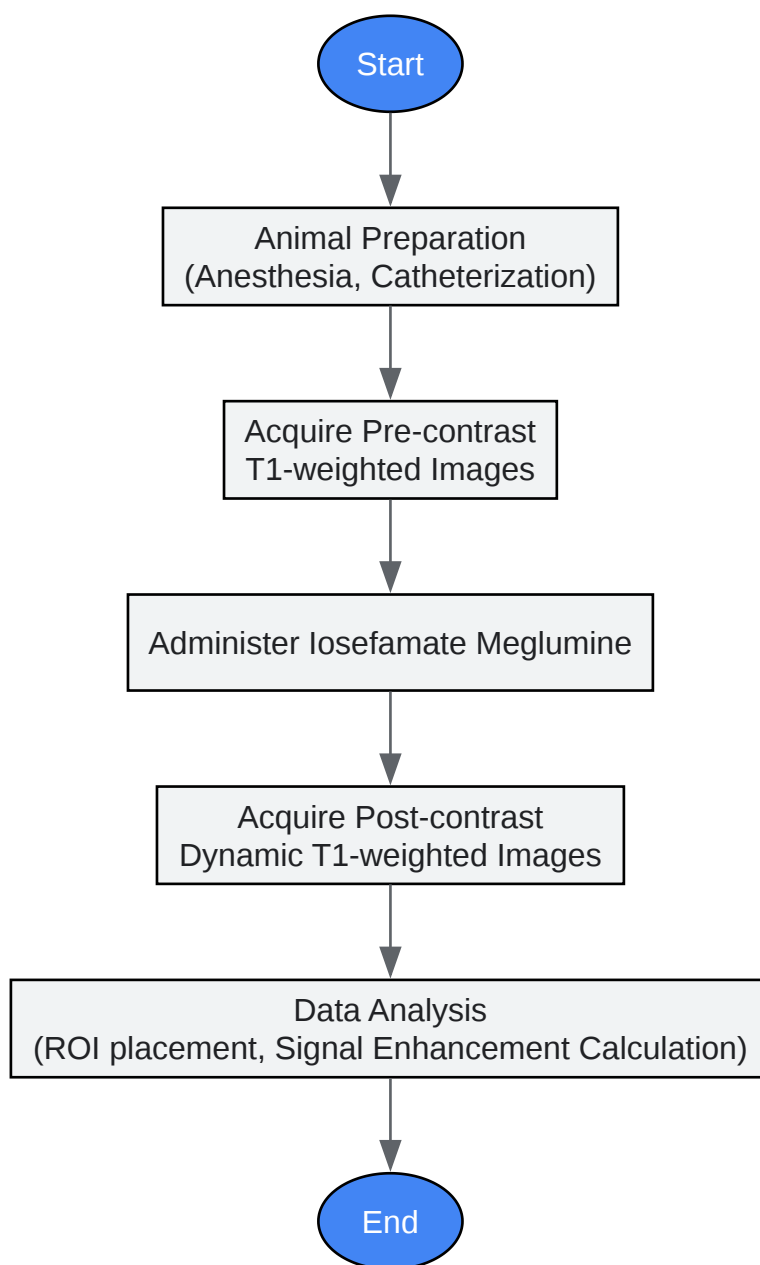 Start
Animal Preparation
(Anesthesia, Catheterization)
Acquire Pre-contrast
T1-weighted Images
Administer Iosefamate Meglumine
Acquire Post-contrast
Dynamic T1-weighted Images
Data Analysis
(ROI placement, Signal Enhancement Calculation)
End